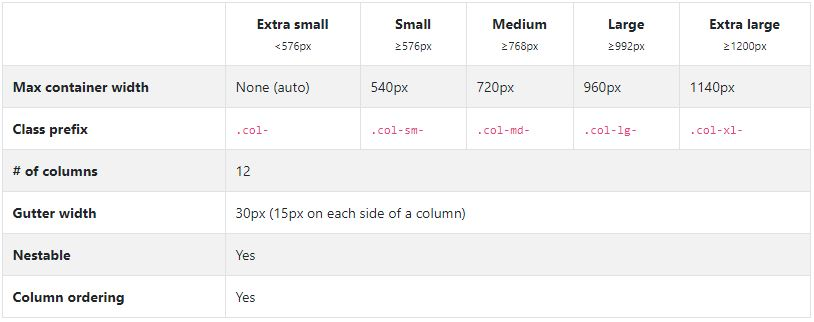 Extra small Small Medium Large Extra large
<576px ≥576px ≥768px ≥992px ≥1200px
Max container width None (auto) 540px 720px 960px 1140px
Class prefix .col- .col-sm- .col-md- .col-lg- .col-xl-
# of columns 12
Gutter width 30px (15px on each side of a column)
Nestable Yes
Column ordering Yes